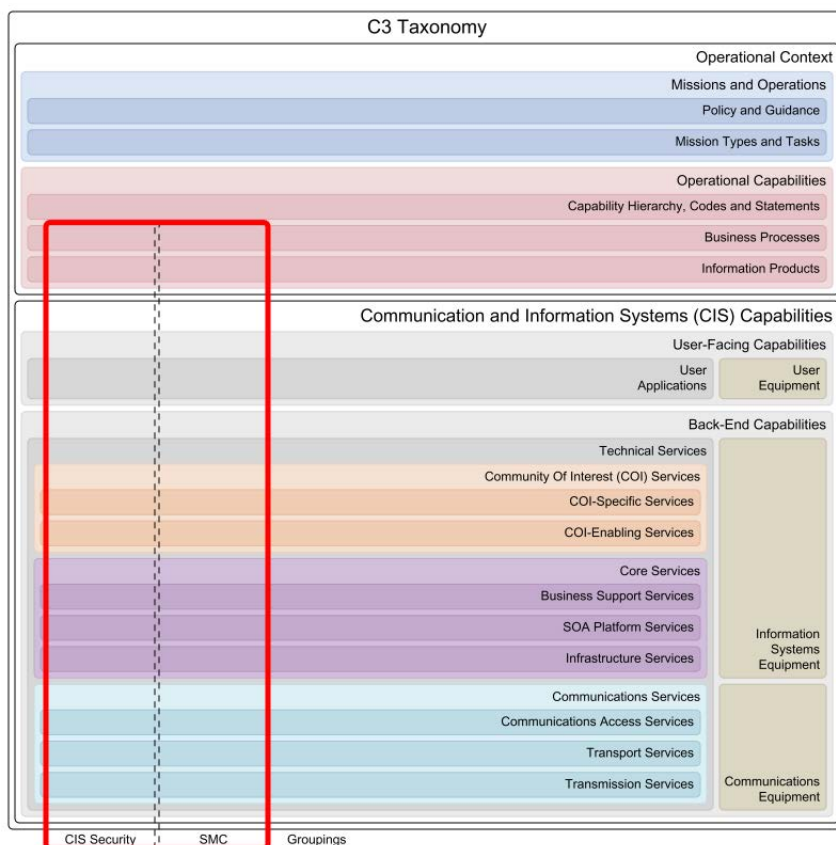 C3 Taxonomy
Operational Context
Missions and Operations
Policy and Guidance
Mission Types and Tasks
Operational Capabilities
Capability Hierarchy, Codes and Statements
Business Processes
Information Products
Communication and Information Systems (CIS) Capabilities
User-Facing Capabilities
User
Applications
User
Equipment
Back-End Capabilities
Technical Services
Community Of Interest (COI) Services
COI-Specific Services
COI-Enabling Services
Core Services
Business Support Services
SOA Platform Services
Infrastructure Services
Information
Systems
Equipment
Communications Services
Communications Access Services
Transport Services
Transmission Services
Communications
Equipment
CIS Security
SMC
Groupings